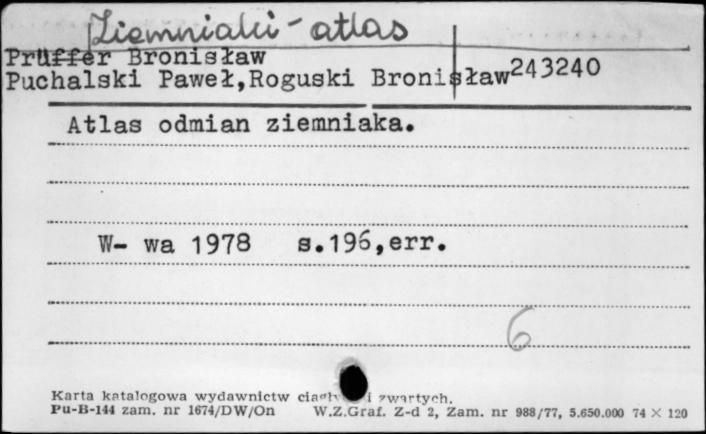 Ziemniaki - atlas
Prüffer Bronisław
Puchalski Paweł,Roguski Bronisław 243240
Atlas odmian ziemniaka.
W- wa 1978 s.196,err.
6
Karta katalogowa wydawnictw i zwartych.
Pu-B-144 zam. nr 1674/DW/On W.Z.Graf. Z-d 2, Zam. nr 988/77, 5.650.000 74 × 120